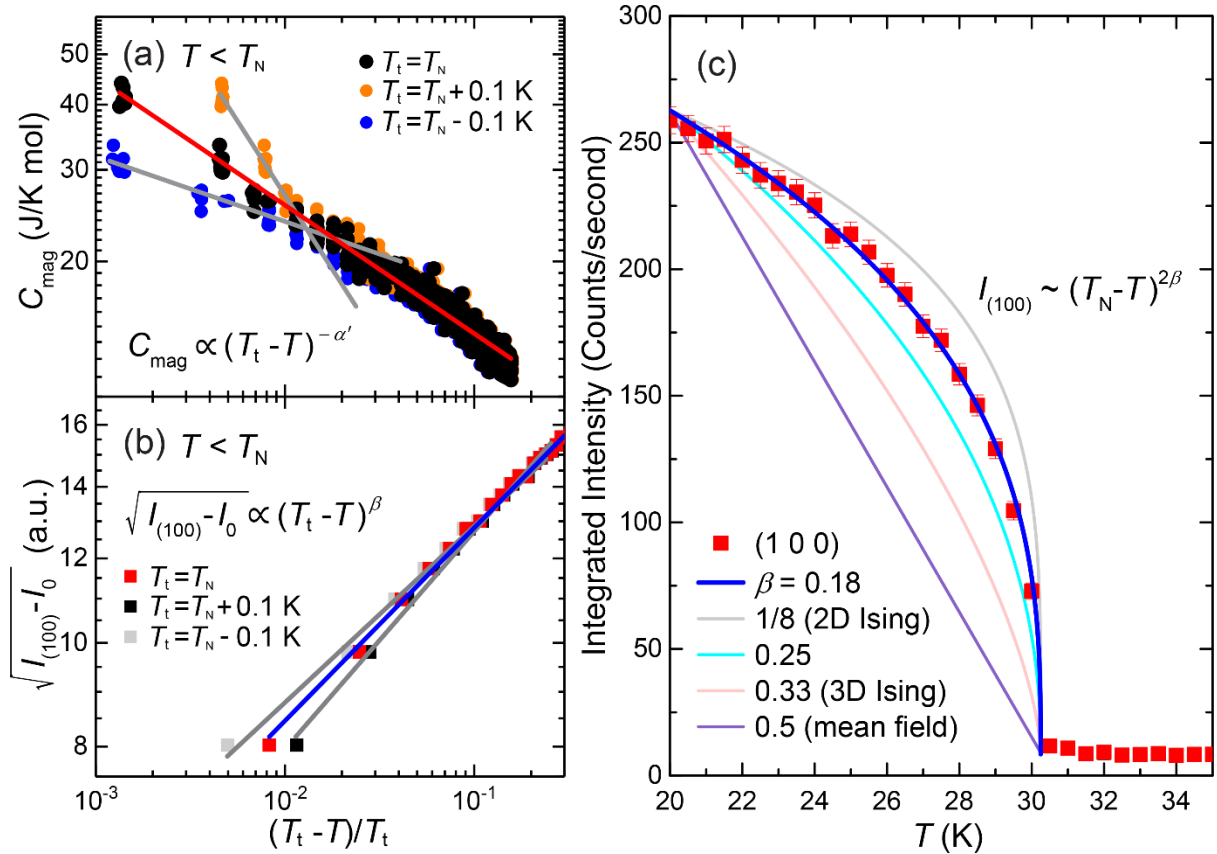 (a) T < T_N
T_t = T_N
T_t = T_N + 0.1 K
T_t = T_N - 0.1 K
C_mag ∝ (T_t - T)^{-α'}
C_mag (J/K mol)
50
40
30
20
(b) T < T_N
√(I_(100) - I_0) ∝ (T_t - T)^β
T_t = T_N
T_t = T_N + 0.1 K
T_t = T_N - 0.1 K
√(I_(100) - I_0) (a.u.)
16
14
12
10
8
10^{-3} 10^{-2} 10^{-1}
(T_t - T)/T_t
(c)
I_(100) ~ (T_N - T)^{2β}
(1 0 0)
β = 0.18
1/8 (2D Ising)
0.25
0.33 (3D Ising)
0.5 (mean field)
Integrated Intensity (Counts/second)
300
250
200
150
100
50
0
20 22 24 26 28 30 32 34
T (K)